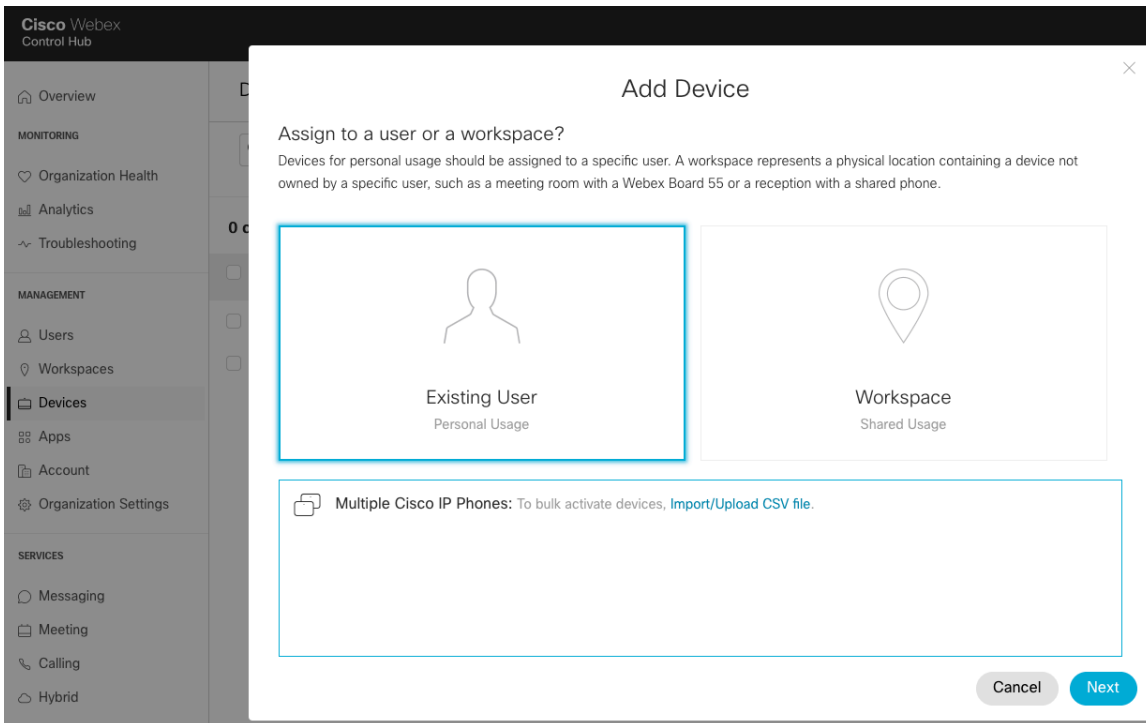 Cisco Webex
Control Hub
Overview
MONITORING
Organization Health
Analytics
Troubleshooting
MANAGEMENT
Users
Workspaces
Devices
Apps
Account
Organization Settings
SERVICES
Messaging
Meeting
Calling
Hybrid
D
0 d
Add Device
Assign to a user or a workspace?
Devices for personal usage should be assigned to a specific user. A workspace represents a physical location containing a device not
owned by a specific user, such as a meeting room with a Webex Board 55 or a reception with a shared phone.
Existing User
Personal Usage
Workspace
Shared Usage
Multiple Cisco IP Phones: To bulk activate devices, Import/Upload CSV file.
Cancel
Next